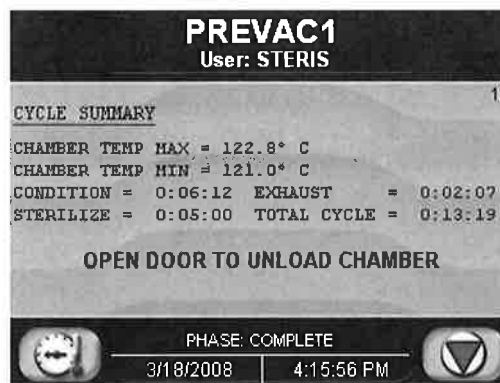 PREVAC1
User: STERIS
1
CYCLE SUMMARY
CHAMBER TEMP MAX = 122.8° C
CHAMBER TEMP MIN = 121.0° C
CONDITION = 0:06:12 EXHAUST = 0:02:07
STERILIZE = 0:05:00 TOTAL CYCLE = 0:13:19
OPEN DOOR TO UNLOAD CHAMBER
PHASE: COMPLETE
3/18/2008 4:15:56 PM